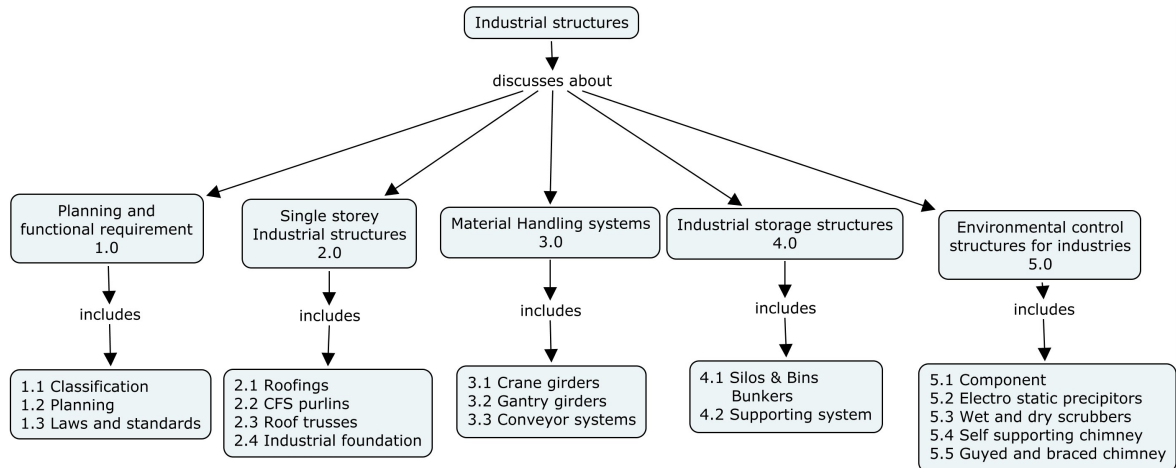 Industrial structures
discusses about
Planning and
functional requirement
1.0
Single storey
Industrial structures
2.0
Material Handling systems
3.0
Industrial storage structures
4.0
Environmental control
structures for industries
5.0
includes
includes
includes
includes
includes
1.1 Classification
1.2 Planning
1.3 Laws and standards
2.1 Roofings
2.2 CFS purlins
2.3 Roof trusses
2.4 Industrial foundation
3.1 Crane girders
3.2 Gantry girders
3.3 Conveyor systems
4.1 Silos & Bins
Bunkers
4.2 Supporting system
5.1 Component
5.2 Electro static precipitors
5.3 Wet and dry scrubbers
5.4 Self supporting chimney
5.5 Guyed and braced chimney